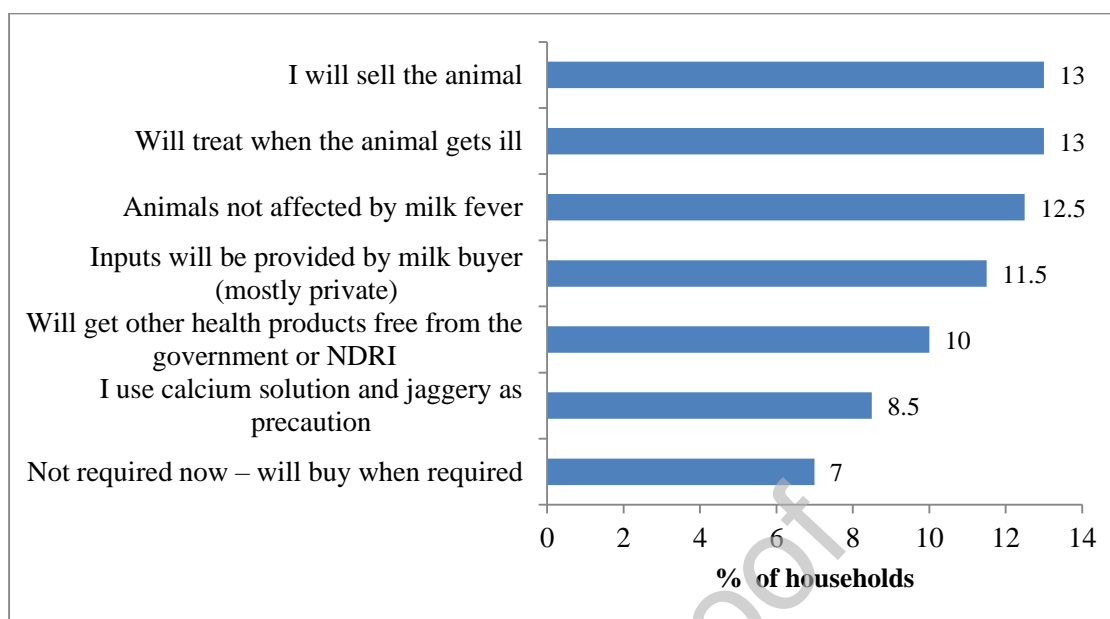 I will sell the animal
13
Will treat when the animal gets ill
13
Animals not affected by milk fever
12.5
Inputs will be provided by milk buyer
(mostly private)
11.5
Will get other health products free from the
government or NDRI
10
I use calcium solution and jaggery as
precaution
8.5
Not required now – will buy when required
7
0 2 4 6 8 10 12 14
% of households
oof